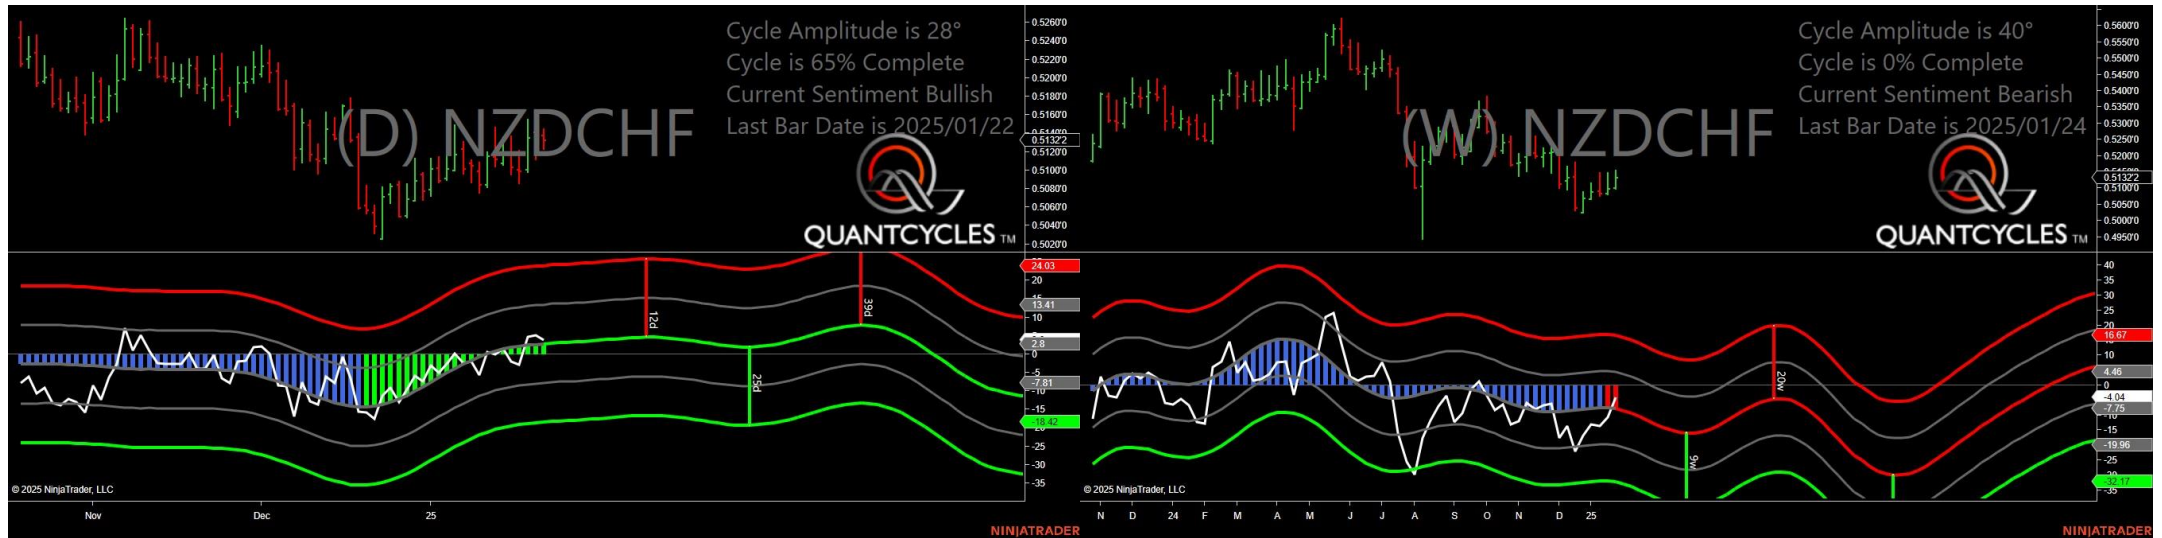 Cycle Amplitude is 28°
Cycle is 65% Complete
Current Sentiment Bullish
Last Bar Date is 2025/01/22
(D) NZDCHF
QUANTCYCLES TM
0.5260'0
0.5240'0
0.5220'0
0.5200'0
0.5180'0
0.5160'0
0.5140'0
0.5132'2
0.5120'0
0.5100'0
0.5080'0
0.5060'0
0.5040'0
0.5020'0
24.03
20
13.41
10
2.8
0
-5
-7.81
-10
-15
-18.42
-25
-30
-35
12d
25d
39d
© 2025 NinjaTrader, LLC
Nov
Dec
25
NINJATRADER
Cycle Amplitude is 40°
Cycle is 0% Complete
Current Sentiment Bearish
Last Bar Date is 2025/01/24
(W) NZDCHF
QUANTCYCLES TM
0.5600'0
0.5550'0
0.5500'0
0.5450'0
0.5400'0
0.5350'0
0.5300'0
0.5250'0
0.5200'0
0.5132'2
0.5100'0
0.5050'0
0.5000'0
0.4950'0
40
35
30
25
20
16.67
10
4.46
0
-4.04
-7.75
-15
-19.96
-25
-32.17
-35
9w
20w
© 2025 NinjaTrader, LLC
N
D
24
F
M
A
M
J
J
A
S
O
N
D
25
NINJATRADER